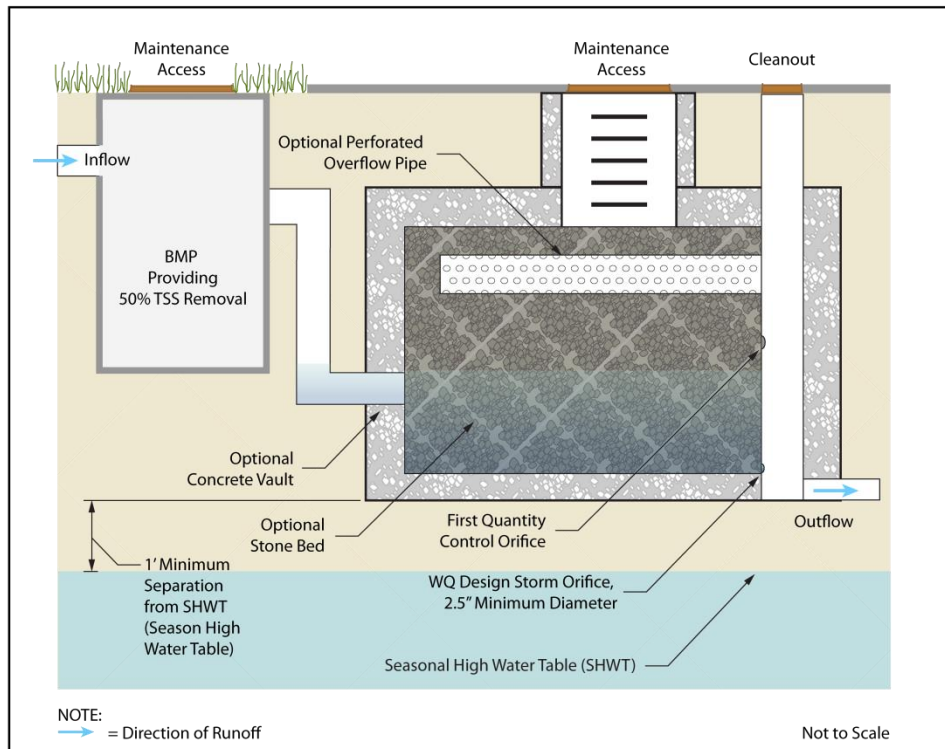 Maintenance
Access
Maintenance
Access
Cleanout
Inflow
Optional Perforated
Overflow Pipe
BMP
Providing
50% TSS Removal
Optional
Concrete Vault
Optional
Stone Bed
First Quantity
Control Orifice
Outflow
1’ Minimum
Separation
from SHWT
(Season High
Water Table)
WQ Design Storm Orifice,
2.5” Minimum Diameter
Seasonal High Water Table (SHWT)
NOTE:
= Direction of Runoff
Not to Scale